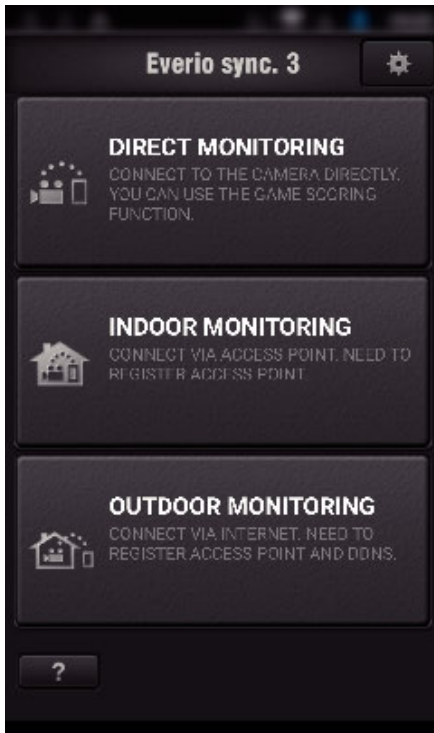 Everio sync. 3
DIRECT MONITORING
CONNECT TO THE CAMERA DIRECTLY.
YOU CAN USE THE GAME SCORING
FUNCTION.
INDOOR MONITORING
CONNECT VIA ACCESS POINT. NEED TO
REGISTER ACCESS POINT.
OUTDOOR MONITORING
CONNECT VIA INTERNET. NEED TO
REGISTER ACCESS POINT AND DDNS.
?